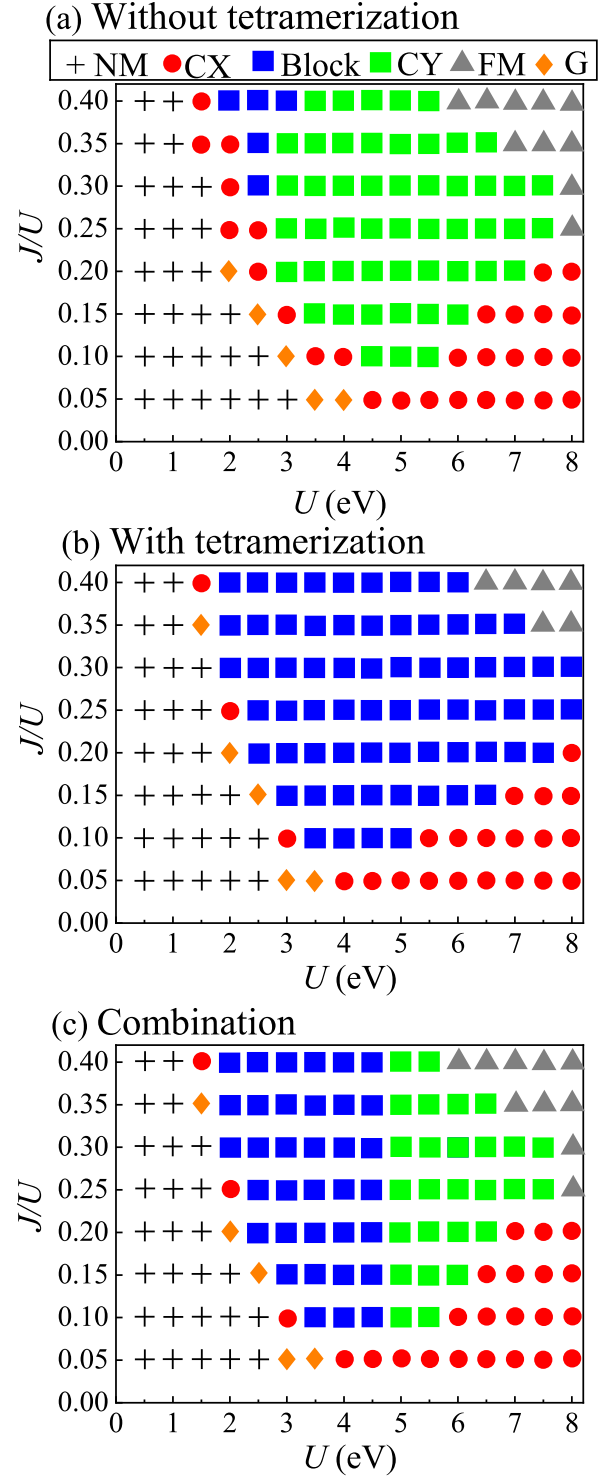 (a) Without tetramerization
NM CX Block CY FM G
0.40
0.35
0.30
0.25
0.20
0.15
0.10
0.05
0.00
J/U
0 1 2 3 4 5 6 7 8
U (eV)
(b) With tetramerization
0.40
0.35
0.30
0.25
0.20
0.15
0.10
0.05
0.00
J/U
0 1 2 3 4 5 6 7 8
U (eV)
(c) Combination
0.40
0.35
0.30
0.25
0.20
0.15
0.10
0.05
0.00
J/U
0 1 2 3 4 5 6 7 8
U (eV)